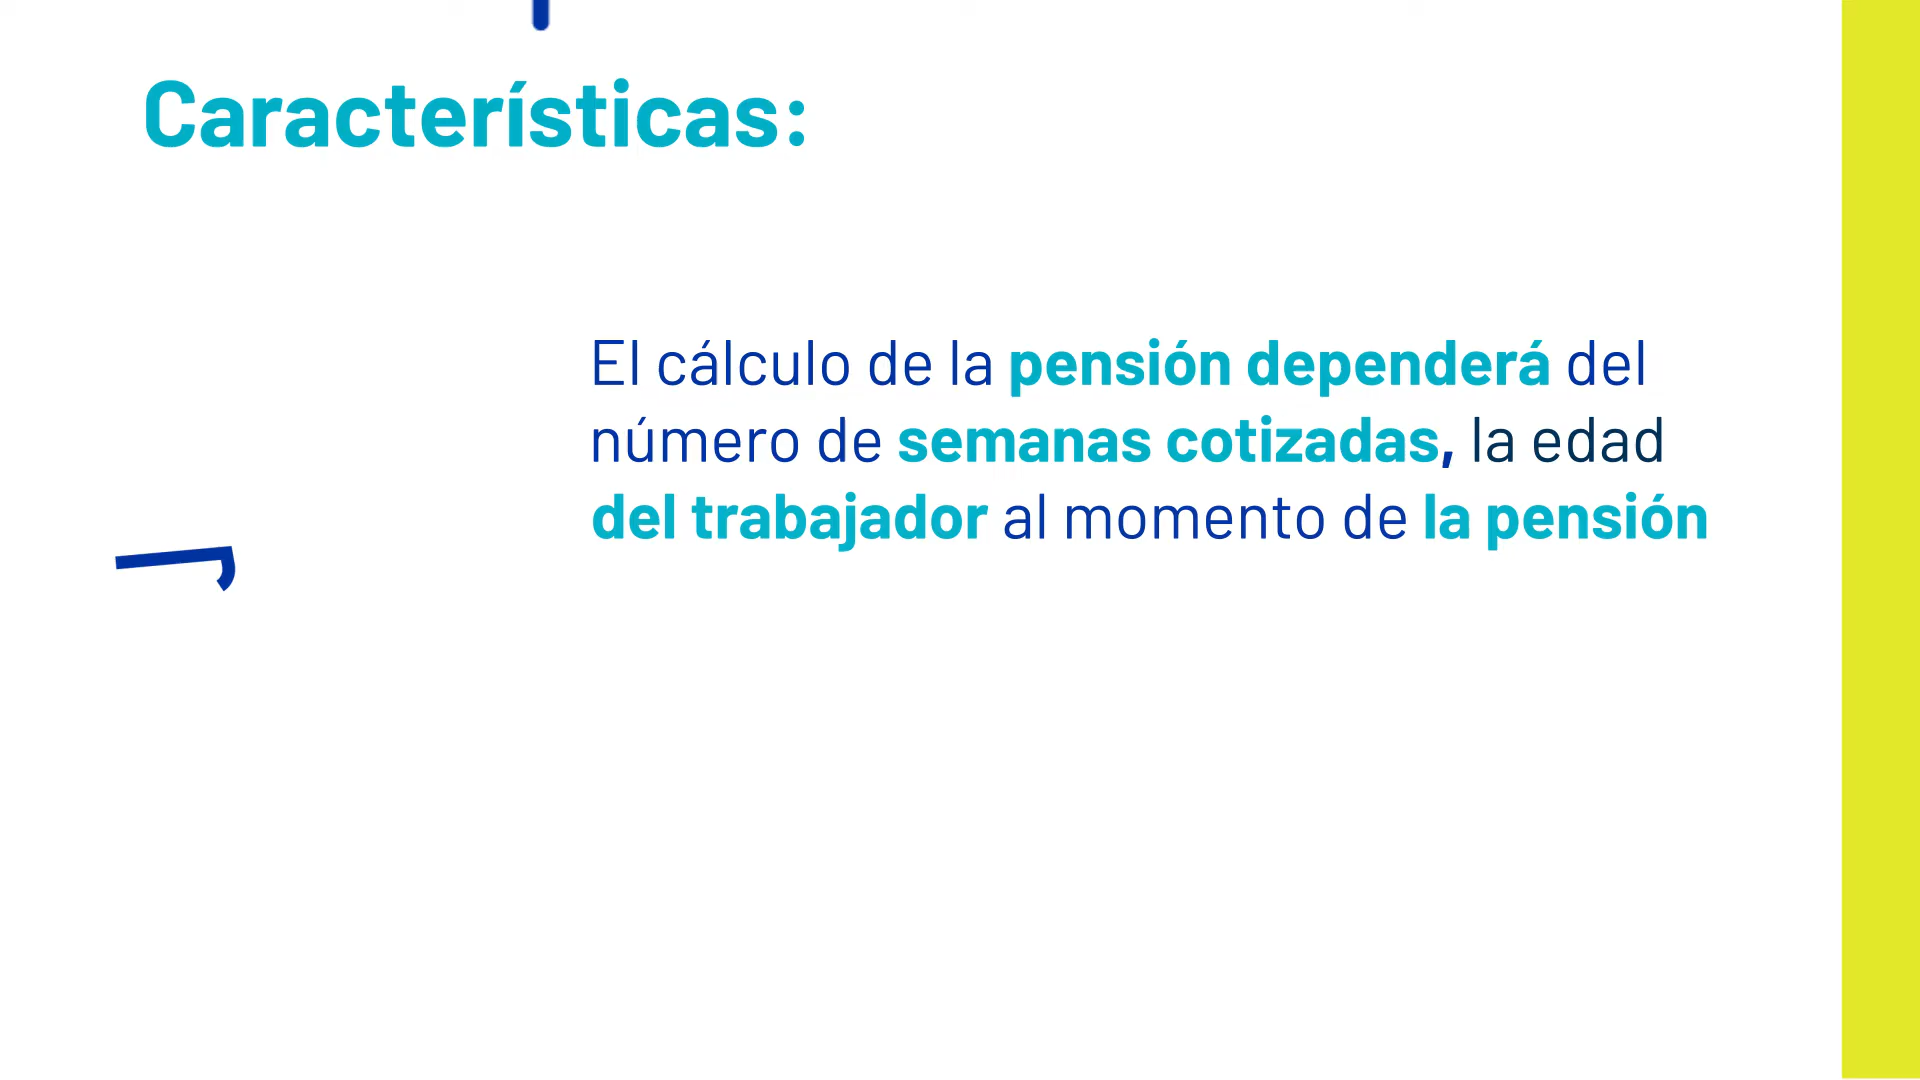 Características:
El cálculo de la pensión dependerá del
número de semanas cotizadas, la edad
del trabajador al momento de la pensión